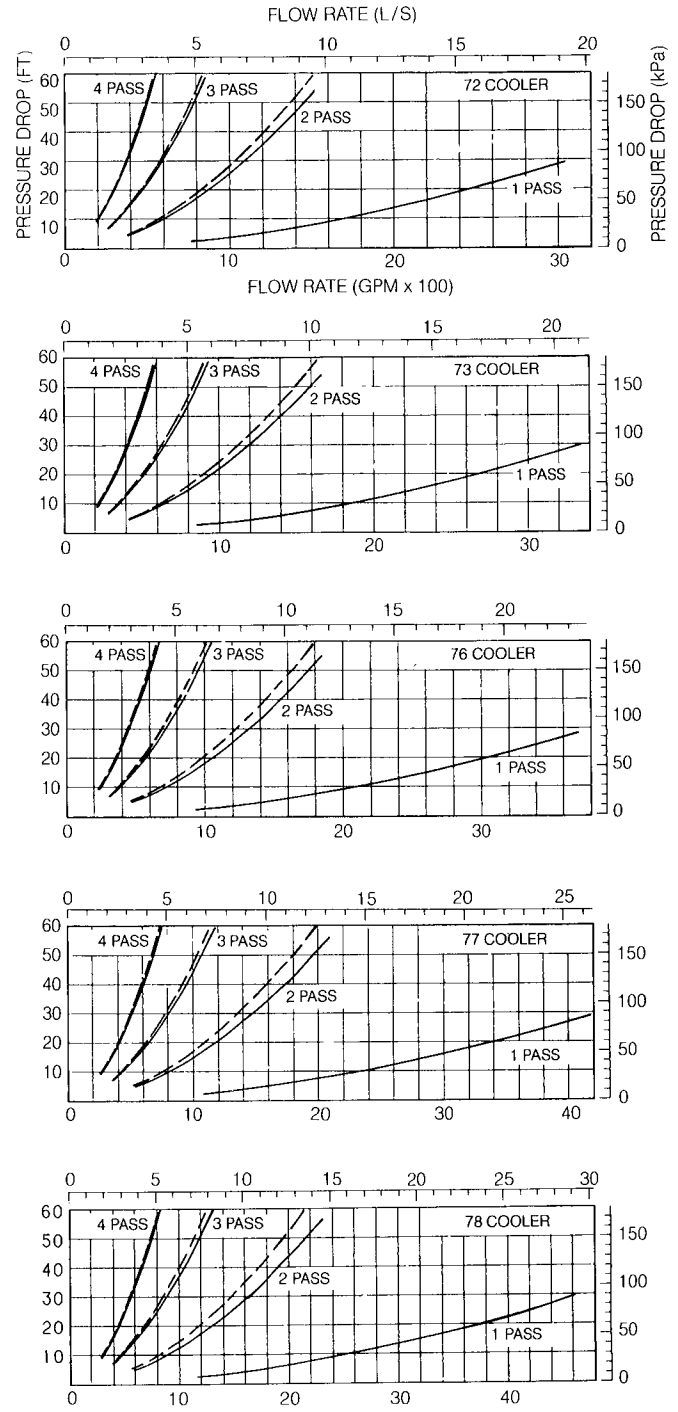 FLOW RATE (L/S)
0 5 10 15 20
PRESSURE DROP (FT)
60
50
40
30
20
10
4 PASS
3 PASS
2 PASS
72 COOLER
1 PASS
150
100
50
0
PRESSURE DROP (kPa)
0 10 20 30
FLOW RATE (GPM x 100)
0 5 10 15 20
60
50
40
30
20
10
4 PASS
3 PASS
2 PASS
73 COOLER
1 PASS
150
100
50
0
0 10 20 30
0 5 10 15 20
60
50
40
30
20
10
4 PASS
3 PASS
2 PASS
76 COOLER
1 PASS
150
100
50
0
0 10 20 30
0 5 10 15 20 25
60
50
40
30
20
10
4 PASS
3 PASS
2 PASS
77 COOLER
1 PASS
150
100
50
0
0 10 20 30 40
0 5 10 15 20 25 30
60
50
40
30
20
10
4 PASS
3 PASS
2 PASS
78 COOLER
1 PASS
150
100
50
0
0 10 20 30 40